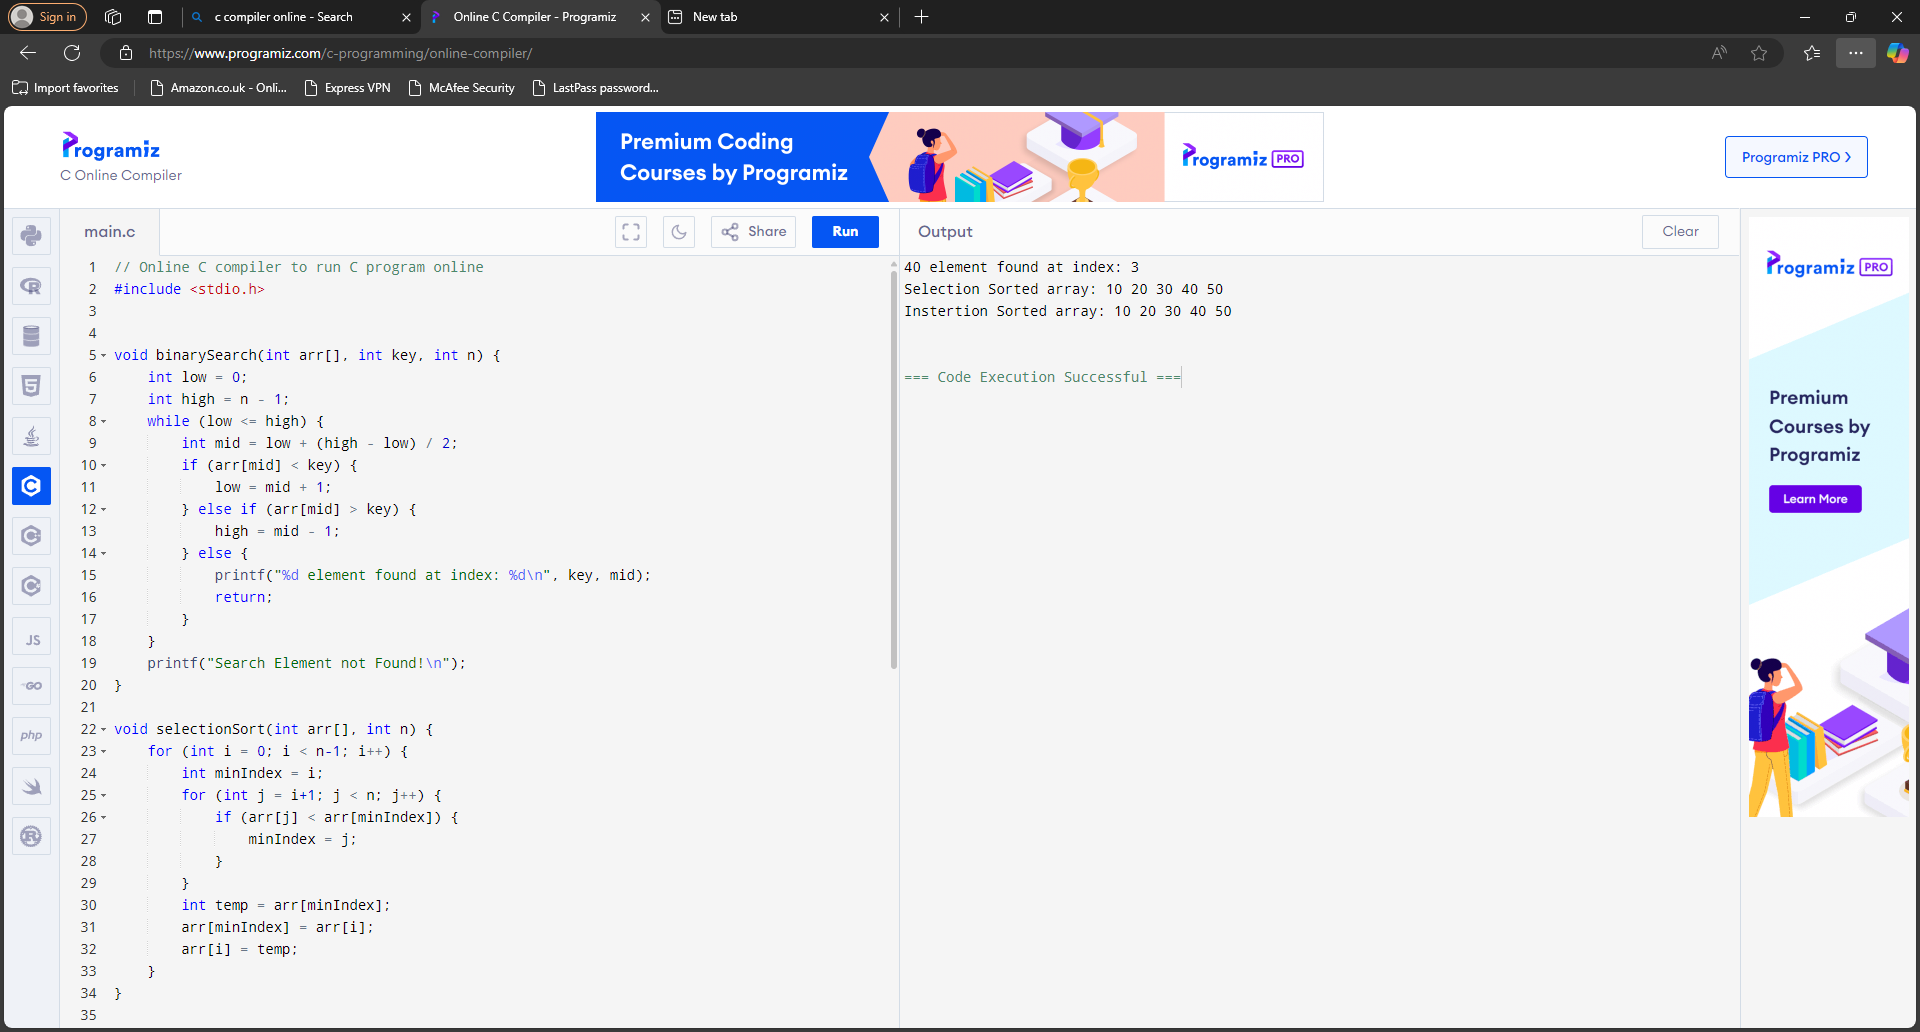 Sign in
c compiler online - Search
Online C Compiler - Programiz
New tab
https://www.programiz.com/c-programming/online-compiler/
Import favorites
Amazon.co.uk - Onli...
Express VPN
McAfee Security
LastPass password...
Programiz
C Online Compiler
Premium Coding
Courses by Programiz
Programiz PRO
Programiz PRO >
main.c
Share
Run
Output
Clear
1 // Online C compiler to run C program online
2 #include <stdio.h>
3
4
5 void binarySearch(int arr[], int key, int n) {
6     int low = 0;
7     int high = n - 1;
8     while (low <= high) {
9         int mid = low + (high - low) / 2;
10         if (arr[mid] < key) {
11             low = mid + 1;
12         } else if (arr[mid] > key) {
13             high = mid - 1;
14         } else {
15             printf("%d element found at index: %d\n", key, mid);
16             return;
17         }
18     }
19     printf("Search Element not Found!\n");
20 }
21
22 void selectionSort(int arr[], int n) {
23     for (int i = 0; i < n-1; i++) {
24         int minIndex = i;
25         for (int j = i+1; j < n; j++) {
26             if (arr[j] < arr[minIndex]) {
27                 minIndex = j;
28             }
29         }
30         int temp = arr[minIndex];
31         arr[minIndex] = arr[i];
32         arr[i] = temp;
33     }
34 }
35
40 element found at index: 3
Selection Sorted array: 10 20 30 40 50
Instertion Sorted array: 10 20 30 40 50
=== Code Execution Successful ===
JS
GO
php
Programiz PRO
Premium
Courses by
Programiz
Learn More